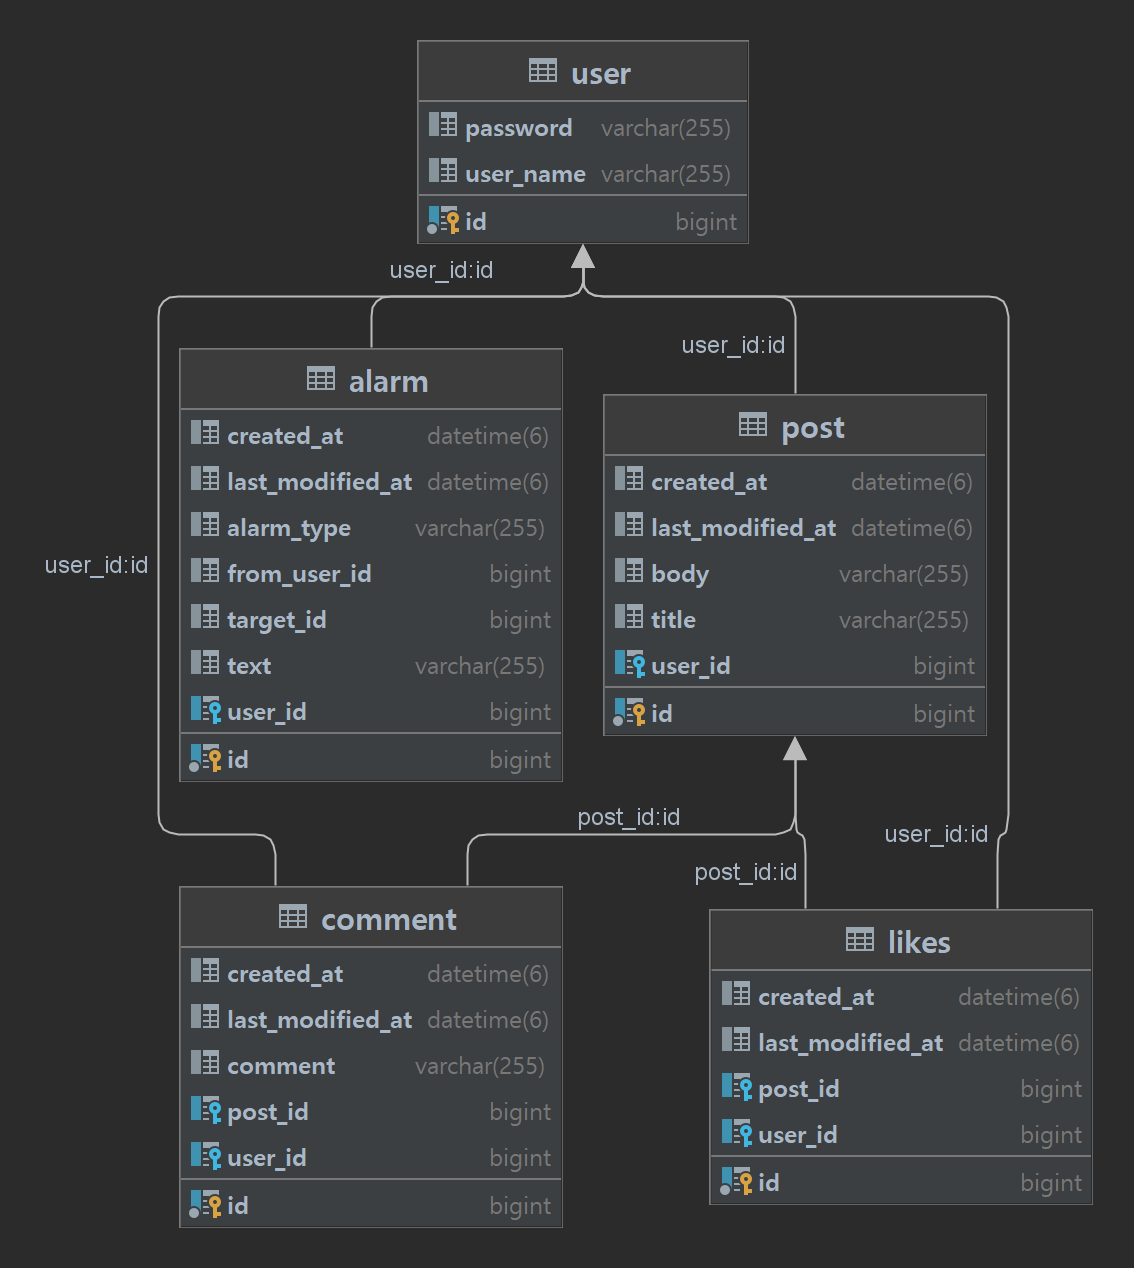 user
password varchar(255)
user_name varchar(255)
id bigint
user_id:id
user_id:id
alarm
created_at datetime(6)
last_modified_at datetime(6)
alarm_type varchar(255)
from_user_id bigint
target_id bigint
text varchar(255)
user_id bigint
id bigint
post
created_at datetime(6)
last_modified_at datetime(6)
body varchar(255)
title varchar(255)
user_id bigint
id bigint
user_id:id
post_id:id
user_id:id
post_id:id
comment
created_at datetime(6)
last_modified_at datetime(6)
comment varchar(255)
post_id bigint
user_id bigint
id bigint
likes
created_at datetime(6)
last_modified_at datetime(6)
post_id bigint
user_id bigint
id bigint